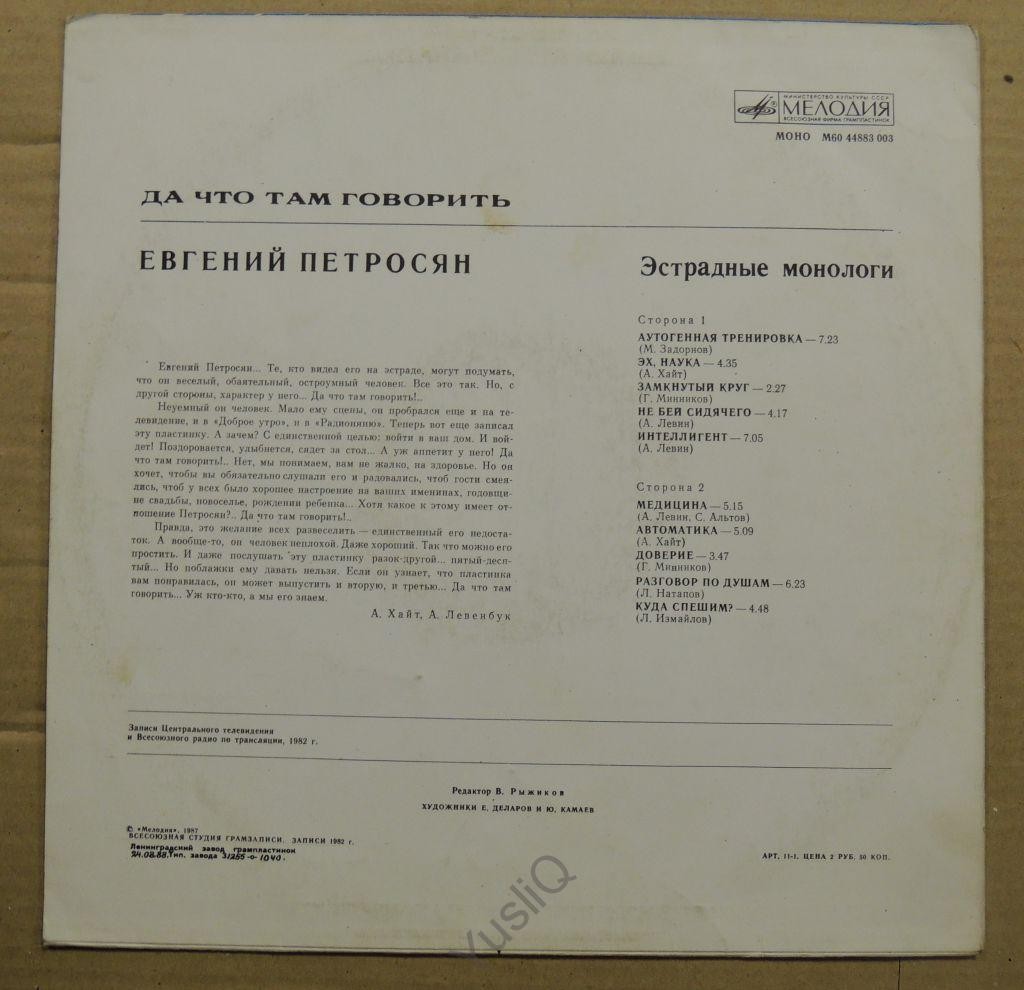 МИНИСТЕРСТВО КУЛЬТУРЫ СССР
МЕЛОДИЯ
ВСЕСОЮЗНАЯ ФИРМА ГРАМПЛАСТИНОК
МОНО М60 44883 003
ДА ЧТО ТАМ ГОВОРИТЬ
ЕВГЕНИЙ ПЕТРОСЯН
Эстрадные монологи
Евгений Петросян... Те, кто видел его на эстраде, могут подумать,
что он веселый, обаятельный, остроумный человек. Все это так. Но, с
другой стороны, характер у него... Да что там говорить!..
Неуемный он человек. Мало ему сцены, он пробрался еще и на те-
левидение, и в «Доброе утро», и в «Радионяню». Теперь вот еще записал
эту пластинку. А зачем? С единственной целью: войти в ваш дом. И вой-
дет! Поздоровается, улыбнется, сядет за стол... А уж аппетит у него! Да
что там говорить!.. Нет, мы понимаем, вам не жалко, на здоровье. Но он
хочет, чтобы вы обязательно слушали его и радовались, чтоб гости смея-
лись, чтоб у всех было хорошее настроение на ваших именинах, годовщи-
не свадьбы, новоселье, рождении ребенка... Хотя какое к этому имеет от-
ношение Петросян?.. Да что там говорить!..
Правда, это желание всех развеселить — единственный его недоста-
ток. А вообще-то, он человек неплохой. Даже хороший. Так что можно его
простить. И даже послушать эту пластинку разок-другой... пятый-деся-
тый... Но поблажки ему давать нельзя. Если он узнает, что пластинка
вам понравилась, он может выпустить и вторую, и третью... Да что там
говорить... Уж кто-кто, а мы его знаем.
А. Хайт, А. Левенбук
Сторона 1
АУТОГЕННАЯ ТРЕНИРОВКА — 7.23
(М. Задорнов)
ЭХ, НАУКА — 4.35
(А. Хайт)
ЗАМКНУТЫЙ КРУГ — 2.27
(Г. Минников)
НЕ БЕЙ СИДЯЧЕГО — 4.17
(А. Левин)
ИНТЕЛЛИГЕНТ — 7.05
(А. Левин)
Сторона 2
МЕДИЦИНА — 5.15
(А. Левин, С. Альтов)
АВТОМАТИКА — 5.09
(А. Хайт)
ДОВЕРИЕ — 3.47
(Г. Минников)
РАЗГОВОР ПО ДУШАМ — 6.23
(Л. Натапов)
КУДА СПЕШИМ? — 4.48
(Л. Измайлов)
Записи Центрального телевидения
и Всесоюзного радио по трансляции, 1982 г.
Редактор В. Рыжиков
ХУДОЖНИКИ Е. ДЕЛАРОВ И Ю. КАМАЕВ
© «Мелодия», 1987
ВСЕСОЮЗНАЯ СТУДИЯ ГРАМЗАПИСИ. ЗАПИСИ 1982 г.
Ленинградский завод грампластинок
24.08.88. Тип. завода 31255-о-1040.
АРТ. 11-1. ЦЕНА 2 РУБ. 50 КОП.
YusliQ